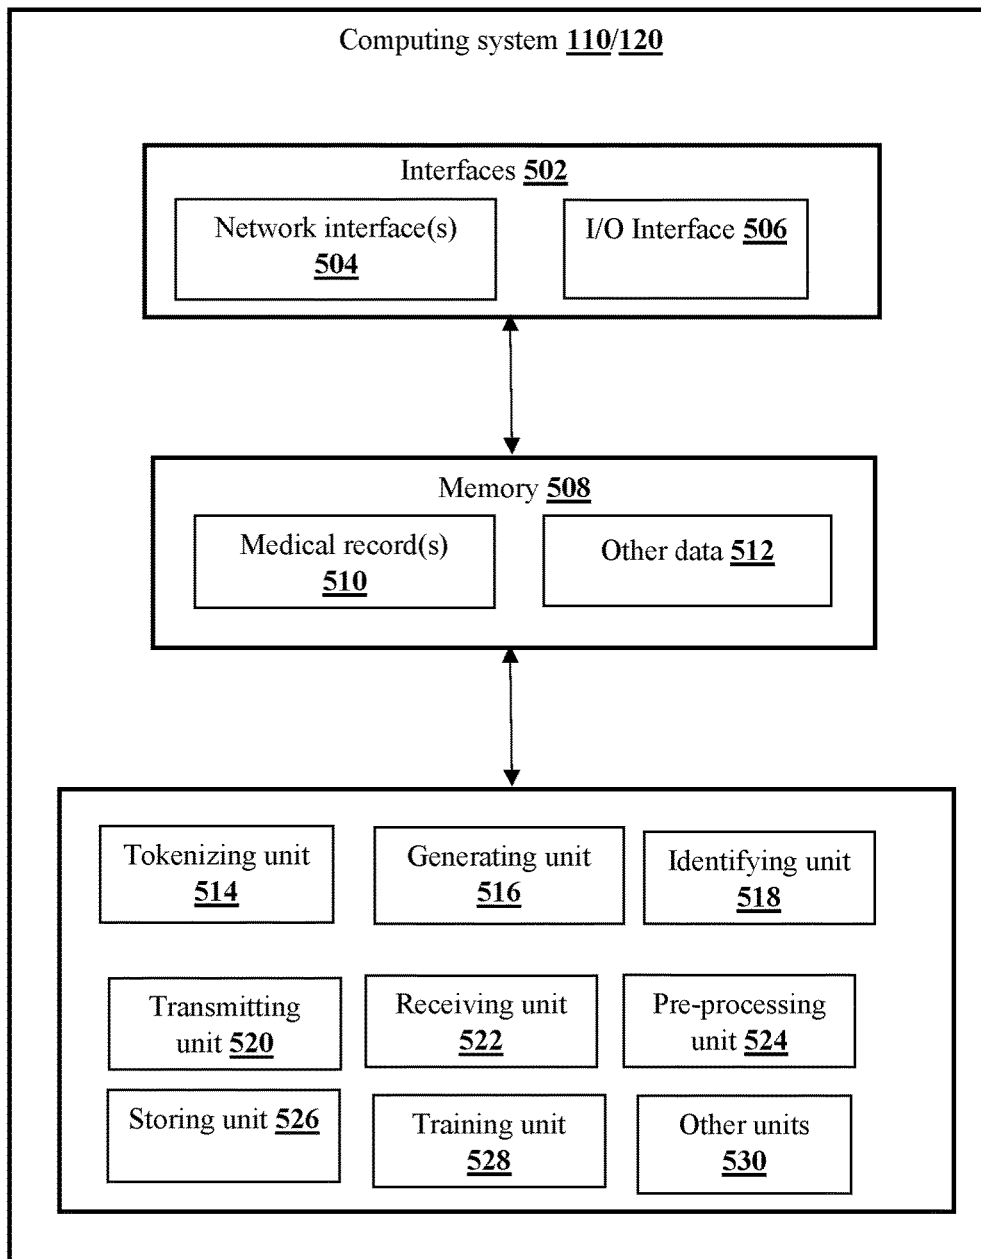 Computing system 110/120
Interfaces 502
Network interface(s)
504
I/O Interface 506
Memory 508
Medical record(s)
510
Other data 512
Tokenizing unit
514
Generating unit
516
Identifying unit
518
Transmitting
unit 520
Receiving unit
522
Pre-processing
unit 524
Storing unit 526
Training unit
528
Other units
530